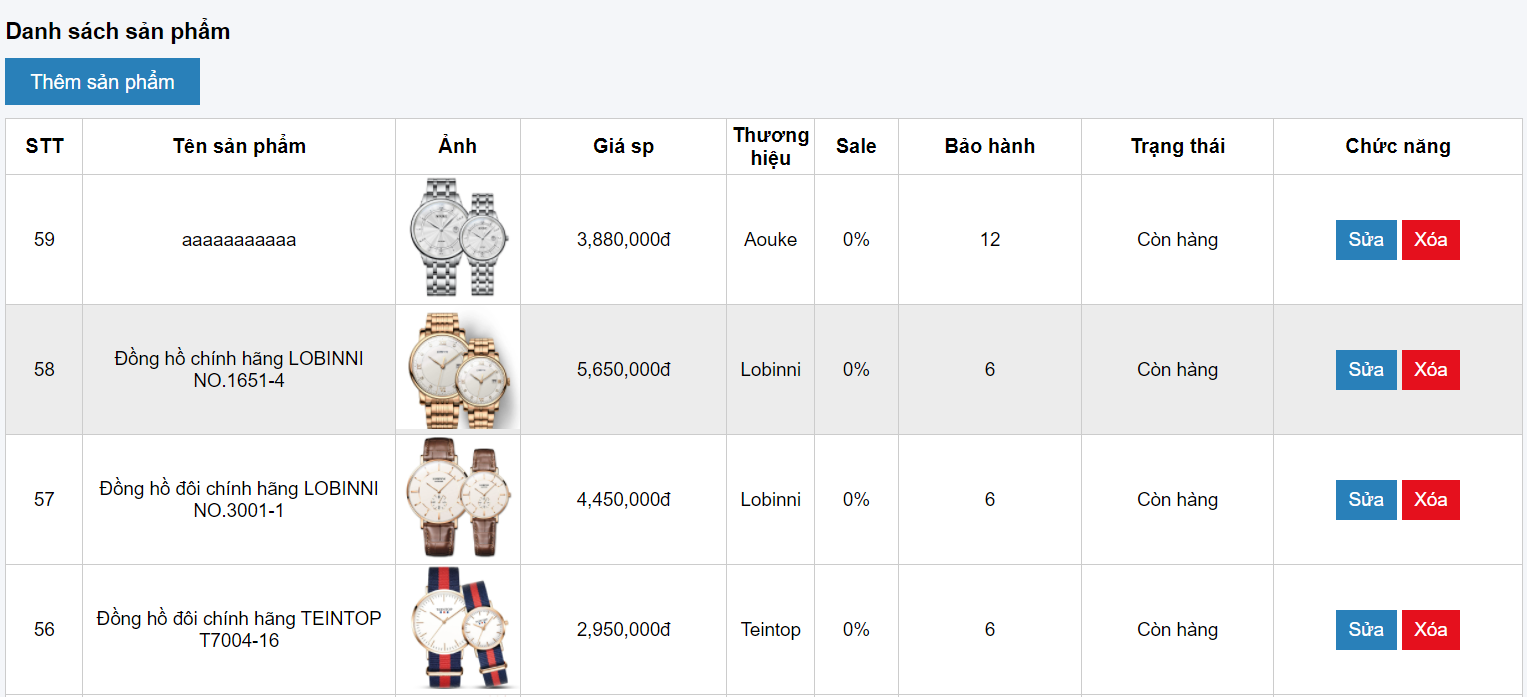 Danh sách sản phẩm
Thêm sản phẩm
STT Tên sản phẩm Ảnh Giá sp Thương hiệu Sale Bảo hành Trạng thái Chức năng
59 aaaaaaaaaaa 3,880,000đ Aouke 0% 12 Còn hàng Sửa Xóa
58 Đồng hồ chính hãng LOBINNI
NO.1651-4 5,650,000đ Lobinni 0% 6 Còn hàng Sửa Xóa
57 Đồng hồ đôi chính hãng LOBINNI
NO.3001-1 4,450,000đ Lobinni 0% 6 Còn hàng Sửa Xóa
56 Đồng hồ đôi chính hãng TEINTOP
T7004-16 2,950,000đ Teintop 0% 6 Còn hàng Sửa Xóa